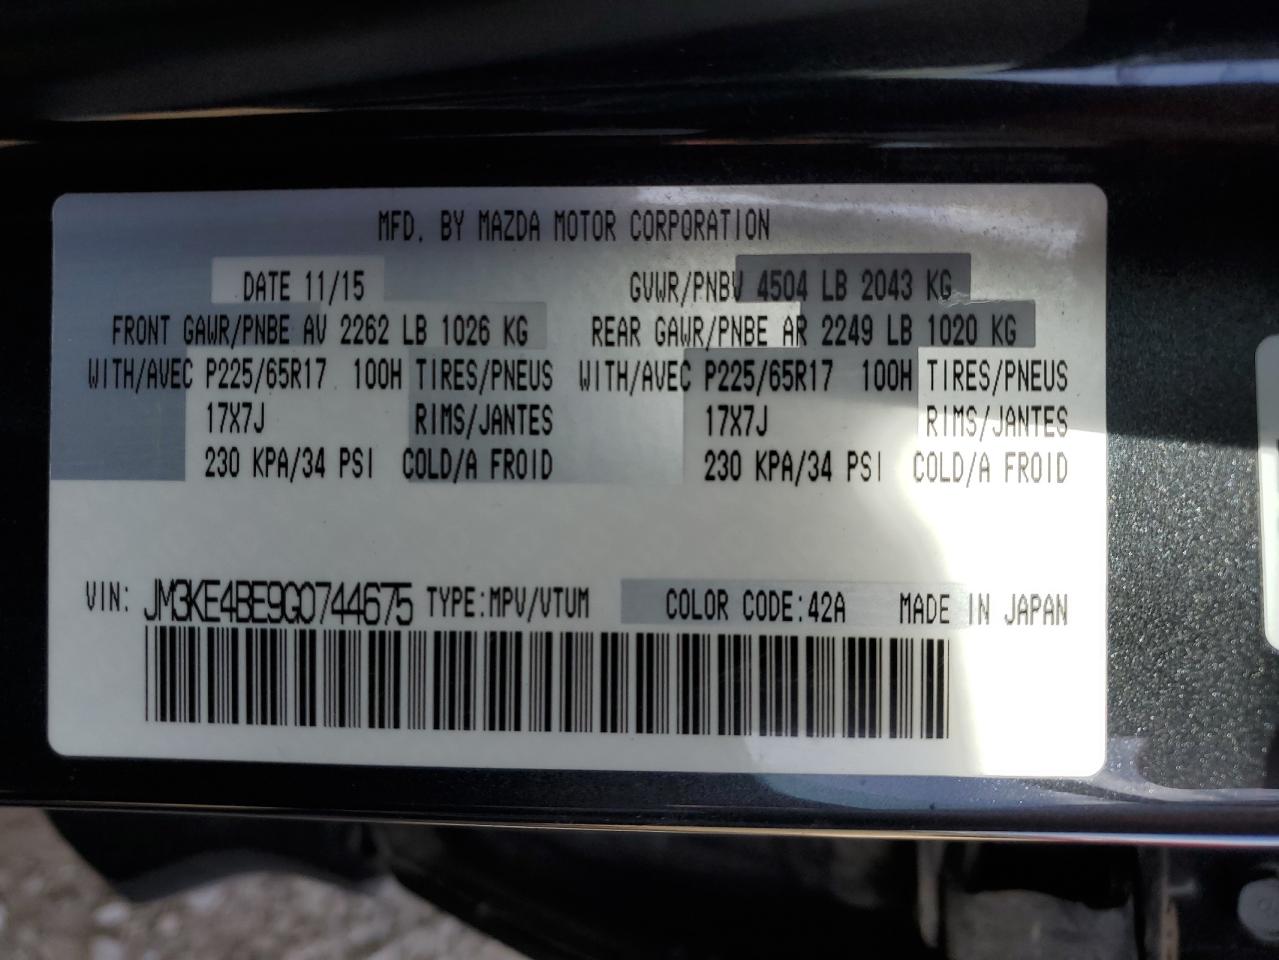 MFD. BY MAZDA MOTOR CORPORATION
DATE 11/15 GVWR/PNBV 4504 LB 2043 KG
FRONT GAWR/PNBE AV 2262 LB 1026 KG REAR GAWR/PNBE AR 2249 LB 1020 KG
WITH/AVEC P225/65R17 100H TIRES/PNEUS WITH/AVEC P225/65R17 100H TIRES/PNEUS
17X7J RIMS/JANTES 17X7J RIMS/JANTES
230 KPA/34 PSI COLD/A FROID 230 KPA/34 PSI COLD/A FROID
VIN: JM3KE4BE9G0744675 TYPE:MPV/VTUM COLOR CODE:42A MADE IN JAPAN